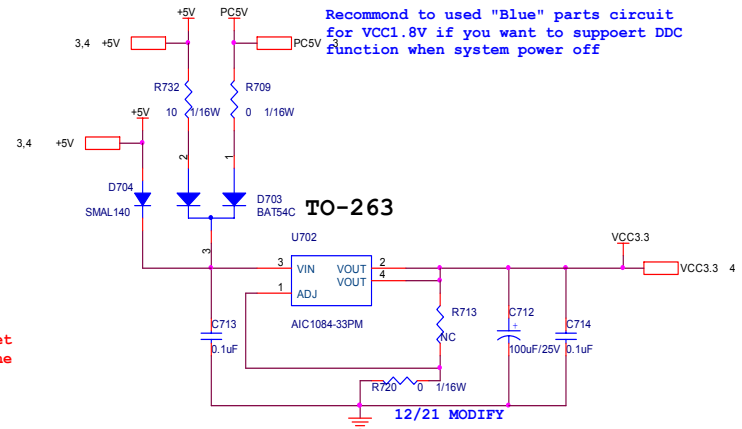 +5V PC5V
Recommond to used "Blue" parts circuit
for VCC1.8V if you want to suppoert DDC
function when system power off
3,4 +5V
PC5V 3
R732 R709
10 1/16W 0 1/16W
+5V
3,4 +5V
2 1
D704
SMAL140
D703
BAT54C
TO-263
3
U702
3 VIN VOUT 2
VOUT 4
1 ADJ
AIC1084-33PM
VCC3.3
VCC3.3 4
C713
0.1uF
R713
NC
C712
+
100uF/25V
C714
0.1uF
R720 0 1/16W
12/21 MODIFY